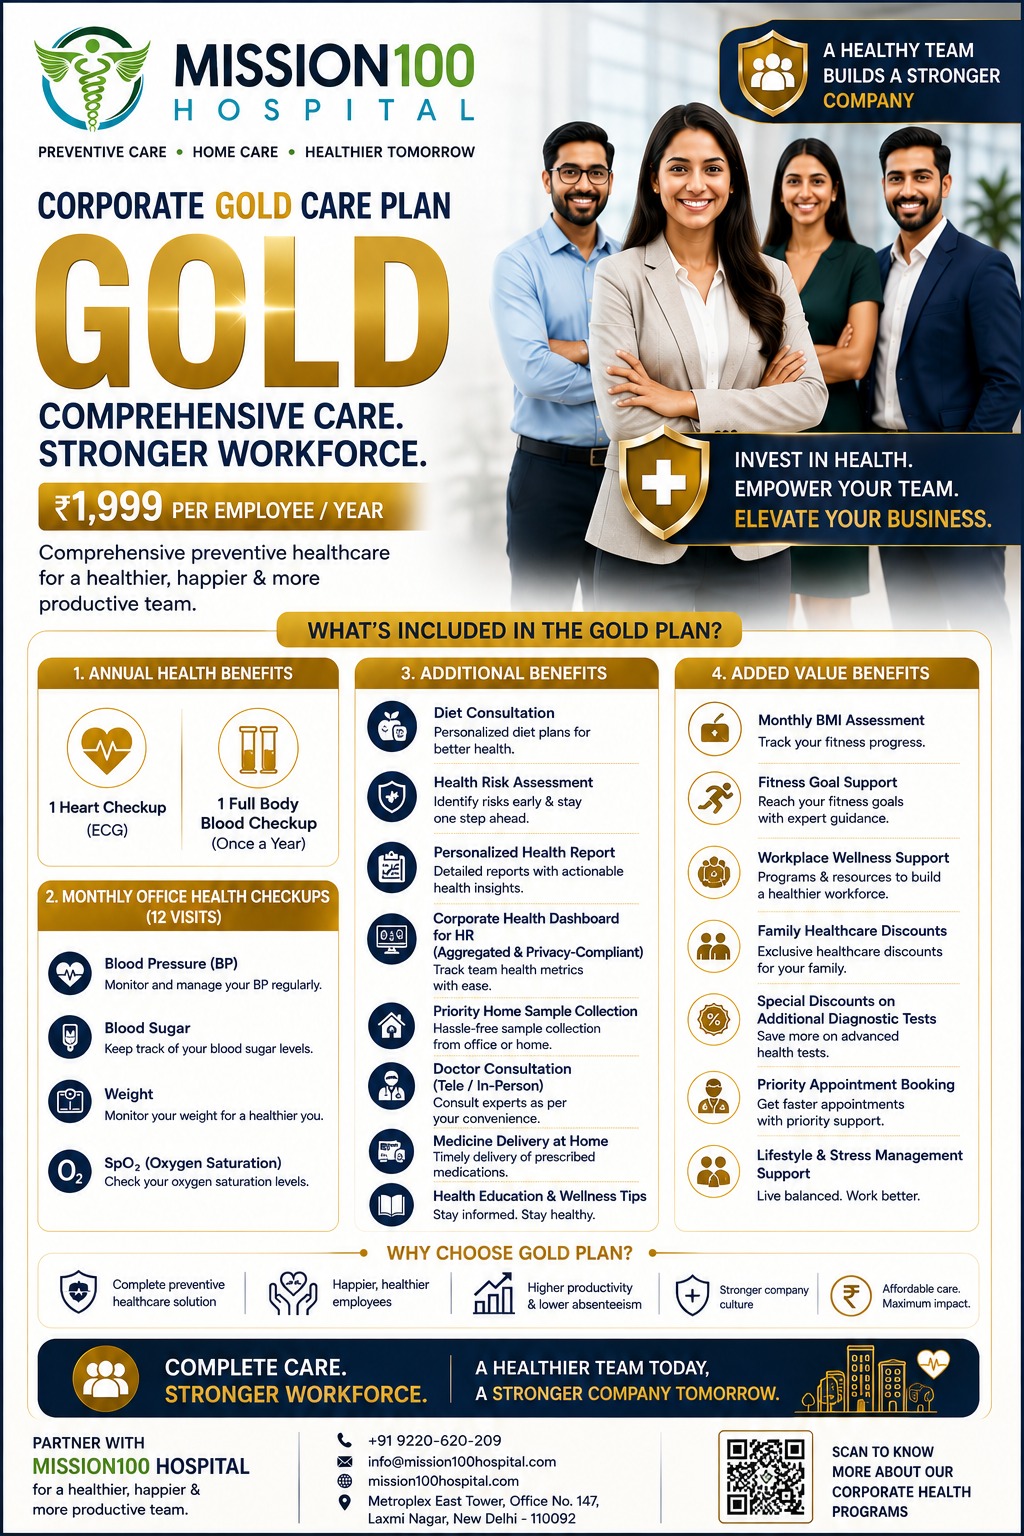 MISSION100
HOSPITAL
PREVENTIVE CARE • HOME CARE • HEALTHIER TOMORROW
A HEALTHY TEAM
BUILDS A STRONGER
COMPANY
CORPORATE GOLD CARE PLAN
GOLD
COMPREHENSIVE CARE.
STRONGER WORKFORCE.
₹1,999 PER EMPLOYEE / YEAR
Comprehensive preventive healthcare
for a healthier, happier & more
productive team.
INVEST IN HEALTH.
EMPOWER YOUR TEAM.
ELEVATE YOUR BUSINESS.
WHAT'S INCLUDED IN THE GOLD PLAN?
1. ANNUAL HEALTH BENEFITS
1 Heart Checkup
(ECG)
1 Full Body
Blood Checkup
(Once a Year)
2. MONTHLY OFFICE HEALTH CHECKUPS
(12 VISITS)
Blood Pressure (BP)
Monitor and manage your BP regularly.
Blood Sugar
Keep track of your blood sugar levels.
Weight
Monitor your weight for a healthier you.
O₂
SpO₂ (Oxygen Saturation)
Check your oxygen saturation levels.
3. ADDITIONAL BENEFITS
Diet Consultation
Personalized diet plans for
better health.
Health Risk Assessment
Identify risks early & stay
one step ahead.
Personalized Health Report
Detailed reports with actionable
health insights.
Corporate Health Dashboard
for HR
(Aggregated & Privacy-Compliant)
Track team health metrics
with ease.
Priority Home Sample Collection
Hassle-free sample collection
from office or home.
Doctor Consultation
(Tele / In-Person)
Consult experts as per
your convenience.
Medicine Delivery at Home
Timely delivery of prescribed
medications.
Health Education & Wellness Tips
Stay informed. Stay healthy.
4. ADDED VALUE BENEFITS
Monthly BMI Assessment
Track your fitness progress.
Fitness Goal Support
Reach your fitness goals
with expert guidance.
Workplace Wellness Support
Programs & resources to build
a healthier workforce.
Family Healthcare Discounts
Exclusive healthcare discounts
for your family.
%
Special Discounts on
Additional Diagnostic Tests
Save more on advanced
health tests.
Priority Appointment Booking
Get faster appointments
with priority support.
Lifestyle & Stress Management
Support
Live balanced. Work better.
WHY CHOOSE GOLD PLAN?
Complete preventive
healthcare solution
Happier, healthier
employees
Higher productivity
& lower absenteeism
Stronger company
culture
₹
Affordable care.
Maximum impact.
COMPLETE CARE.
STRONGER WORKFORCE.
A HEALTHIER TEAM TODAY,
A STRONGER COMPANY TOMORROW.
PARTNER WITH
MISSION100 HOSPITAL
for a healthier, happier &
more productive team.
+91 9220-620-209
info@mission100hospital.com
mission100hospital.com
Metroplex East Tower, Office No. 147,
Laxmi Nagar, New Delhi - 110092
SCAN TO KNOW
MORE ABOUT OUR
CORPORATE HEALTH
PROGRAMS